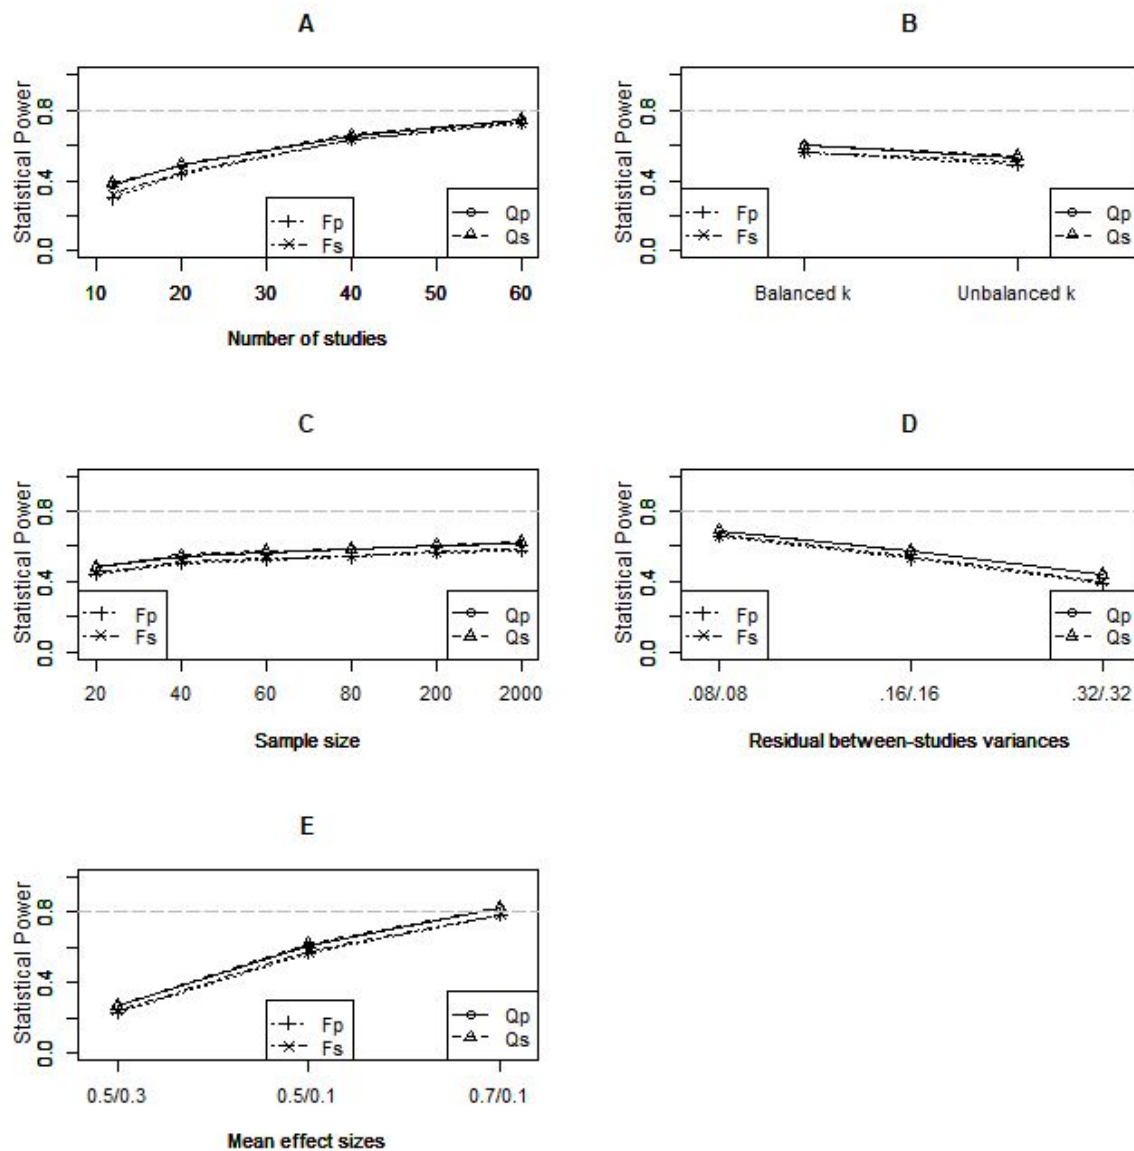 A
Statistical Power
0.0 0.4 0.8
Fp
Fs
Qp
Qs
10 20 30 40 50 60
Number of studies
B
Statistical Power
0.0 0.4 0.8
Fp
Fs
Qp
Qs
Balanced k Unbalanced k
C
Statistical Power
0.0 0.4 0.8
Fp
Fs
Qp
Qs
20 40 60 80 200 2000
Sample size
D
Statistical Power
0.0 0.4 0.8
Fp
Fs
Qp
Qs
.08/.08 .16/.16 .32/.32
Residual between-studies variances
E
Statistical Power
0.0 0.4 0.8
Fp
Fs
Qp
Qs
0.5/0.3 0.5/0.1 0.7/0.1
Mean effect sizes